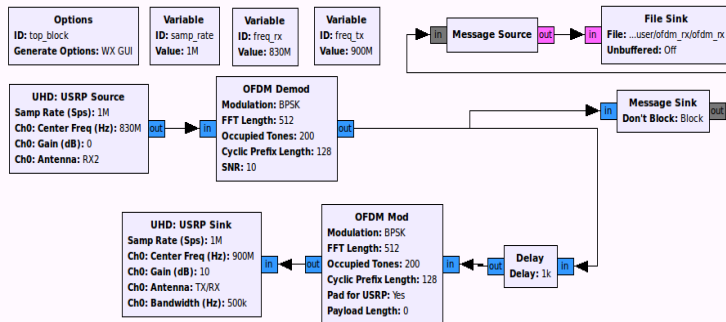 Options
ID: top_block
Generate Options: WX GUI
Variable
ID: samp_rate
Value: 1M
Variable
ID: freq_rx
Value: 830M
Variable
ID: freq_tx
Value: 900M
in
Message Source
out
in
File Sink
File: ...user/ofdm_rx/ofdm_rx
Unbuffered: Off
UHD: USRP Source
Samp Rate (Sps): 1M
Ch0: Center Freq (Hz): 830M
Ch0: Gain (dB): 0
Ch0: Antenna: RX2
out
in
OFDM Demod
Modulation: BPSK
FFT Length: 512
Occupied Tones: 200
Cyclic Prefix Length: 128
SNR: 10
out
in
Message Sink
Don't Block: Block
out
UHD: USRP Sink
Samp Rate (Sps): 1M
Ch0: Center Freq (Hz): 900M
Ch0: Gain (dB): 10
Ch0: Antenna: TX/RX
Ch0: Bandwidth (Hz): 500k
in
out
OFDM Mod
Modulation: BPSK
FFT Length: 512
Occupied Tones: 200
Cyclic Prefix Length: 128
Pad for USRP: Yes
Payload Length: 0
in
out
Delay
Delay: 1k
in